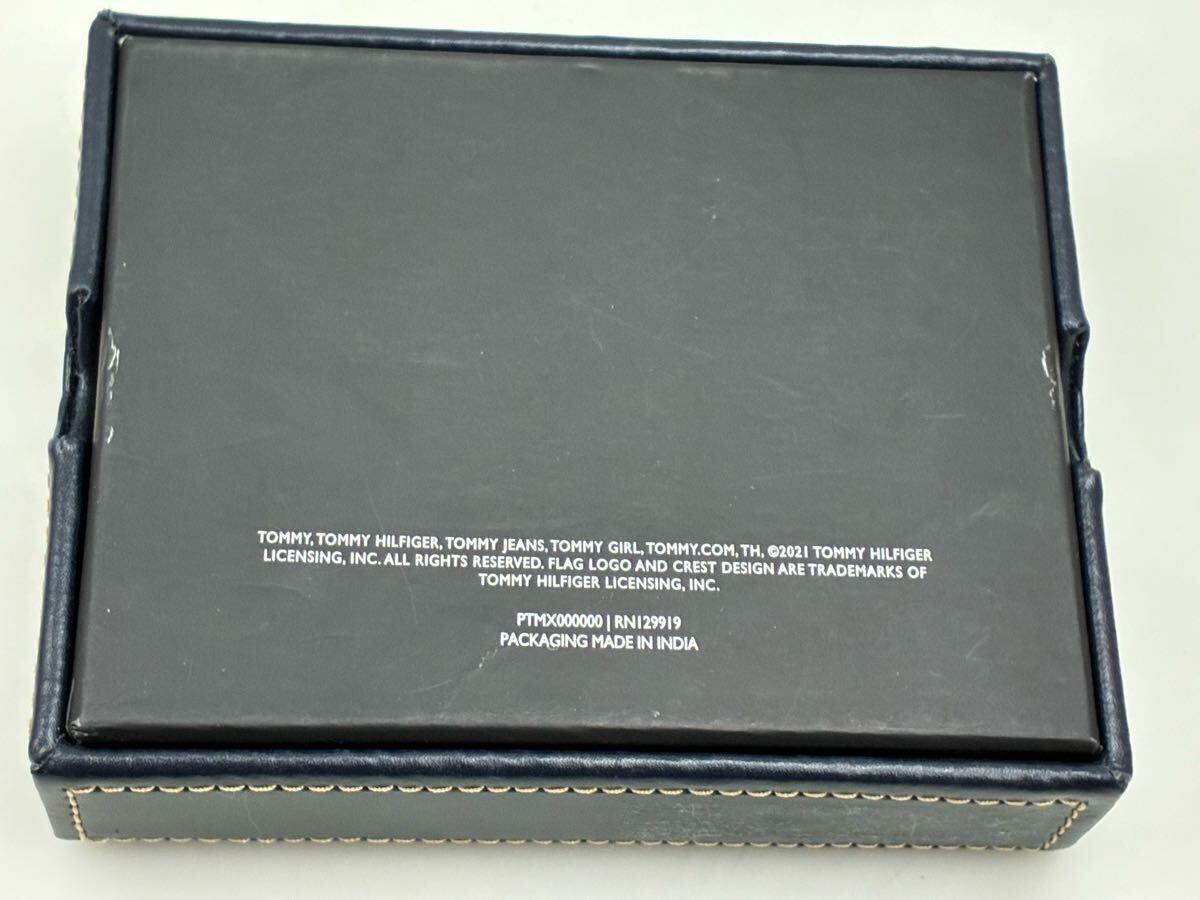 TOMMY, TOMMY HILFIGER, TOMMY JEANS, TOMMY GIRL, TOMMY.COM, TH, ©2021 TOMMY HILFIGER
LICENSING, INC. ALL RIGHTS RESERVED. FLAG LOGO AND CREST DESIGN ARE TRADEMARKS OF
TOMMY HILFIGER LICENSING, INC.
PTMX000000 | RN129919
PACKAGING MADE IN INDIA